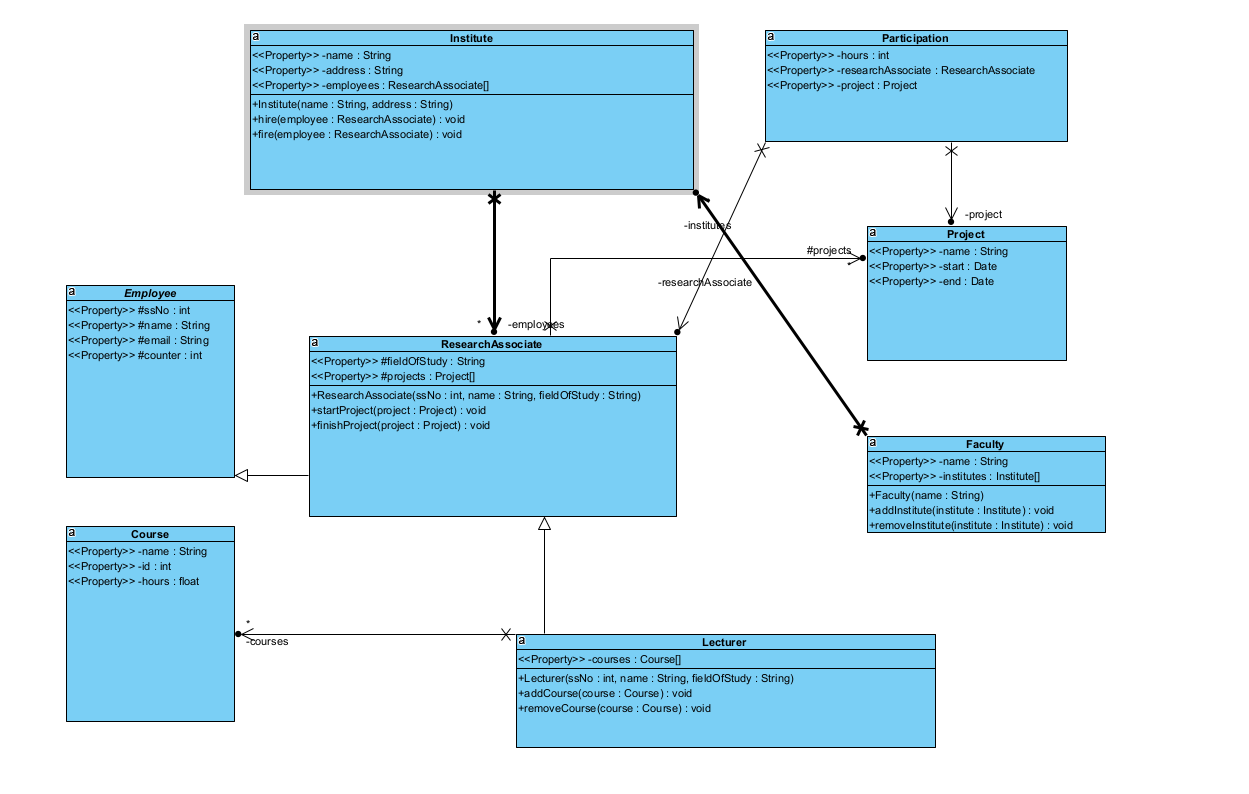 a
Institute
<<Property>> -name : String
<<Property>> -address : String
<<Property>> -employees : ResearchAssociate[]
+Institute(name : String, address : String)
+hire(employee : ResearchAssociate) : void
+fire(employee : ResearchAssociate) : void
a
Participation
<<Property>> -hours : int
<<Property>> -researchAssociate : ResearchAssociate
<<Property>> -project : Project
-project
-institutes
#projects
*
-researchAssociate
a
Project
<<Property>> -name : String
<<Property>> -start : Date
<<Property>> -end : Date
a
Employee
<<Property>> #ssNo : int
<<Property>> #name : String
<<Property>> #email : String
<<Property>> #counter : int
*
-employees
a
ResearchAssociate
<<Property>> #fieldOfStudy : String
<<Property>> #projects : Project[]
+ResearchAssociate(ssNo : int, name : String, fieldOfStudy : String)
+startProject(project : Project) : void
+finishProject(project : Project) : void
a
Faculty
<<Property>> -name : String
<<Property>> -institutes : Institute[]
+Faculty(name : String)
+addInstitute(institute : Institute) : void
+removeInstitute(institute : Institute) : void
a
Course
<<Property>> -name : String
<<Property>> -id : int
<<Property>> -hours : float
*
-courses
a
Lecturer
<<Property>> -courses : Course[]
+Lecturer(ssNo : int, name : String, fieldOfStudy : String)
+addCourse(course : Course) : void
+removeCourse(course : Course) : void